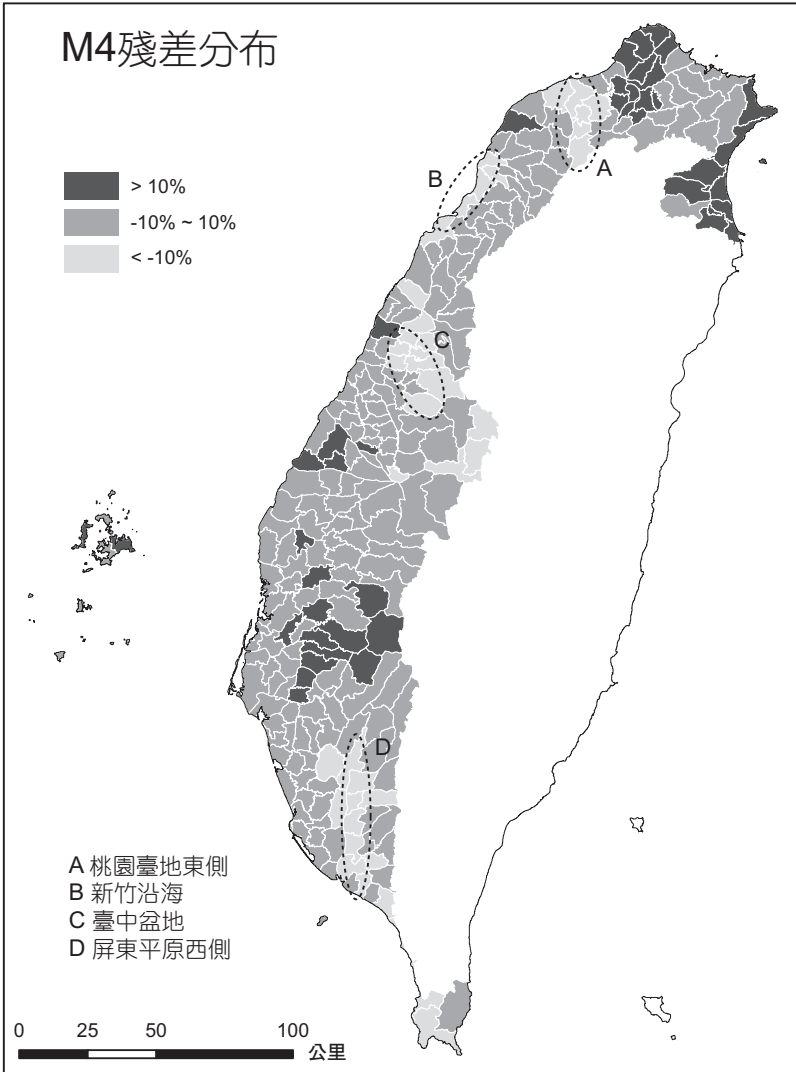 M4殘差分布
> 10%
-10% ~ 10%
< -10%
A
B
C
D
A 桃園臺地東側
B 新竹沿海
C 臺中盆地
D 屏東平原西側
0 25 50 100
公里